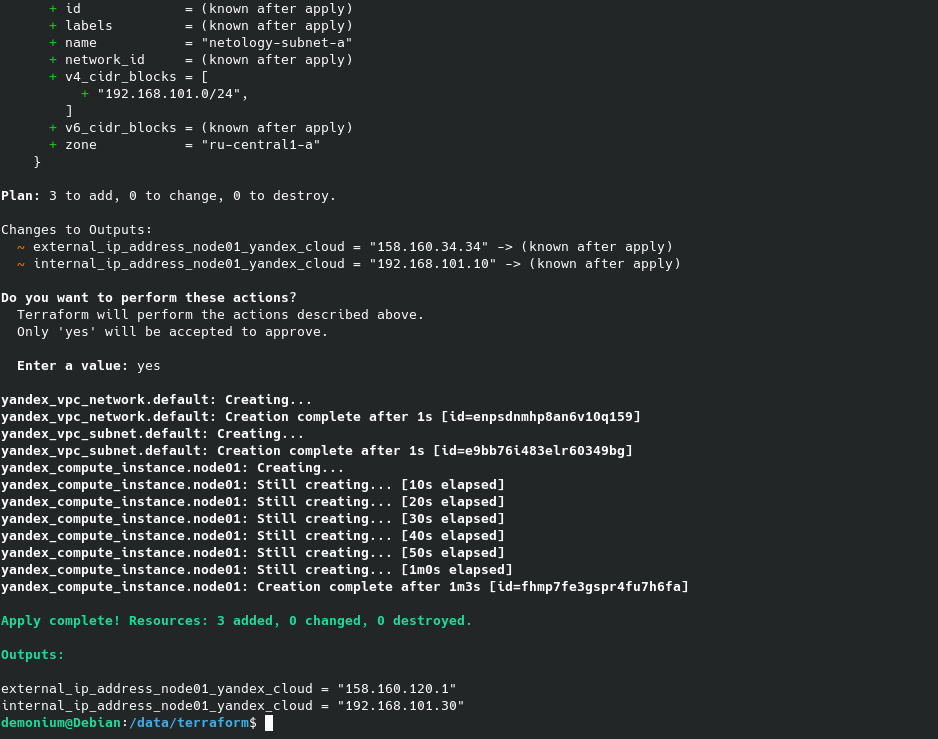 + id             = (known after apply)
      + labels         = (known after apply)
      + name           = "netology-subnet-a"
      + network_id     = (known after apply)
      + v4_cidr_blocks = [
          + "192.168.101.0/24",
        ]
      + v6_cidr_blocks = (known after apply)
      + zone           = "ru-central1-a"
    }

Plan: 3 to add, 0 to change, 0 to destroy.

Changes to Outputs:
  ~ external_ip_address_node01_yandex_cloud = "158.160.34.34" -> (known after apply)
  ~ internal_ip_address_node01_yandex_cloud = "192.168.101.10" -> (known after apply)

Do you want to perform these actions?
  Terraform will perform the actions described above.
  Only 'yes' will be accepted to approve.

  Enter a value: yes

yandex_vpc_network.default: Creating...
yandex_vpc_network.default: Creation complete after 1s [id=enpsdnmhp8an6v10q159]
yandex_vpc_subnet.default: Creating...
yandex_vpc_subnet.default: Creation complete after 1s [id=e9bb76i483elr60349bg]
yandex_compute_instance.node01: Creating...
yandex_compute_instance.node01: Still creating... [10s elapsed]
yandex_compute_instance.node01: Still creating... [20s elapsed]
yandex_compute_instance.node01: Still creating... [30s elapsed]
yandex_compute_instance.node01: Still creating... [40s elapsed]
yandex_compute_instance.node01: Still creating... [50s elapsed]
yandex_compute_instance.node01: Still creating... [1m0s elapsed]
yandex_compute_instance.node01: Creation complete after 1m3s [id=fhmp7fe3gspr4fu7h6fa]

Apply complete! Resources: 3 added, 0 changed, 0 destroyed.

Outputs:

external_ip_address_node01_yandex_cloud = "158.160.120.1"
internal_ip_address_node01_yandex_cloud = "192.168.101.30"
demonium@Debian:/data/terraform$